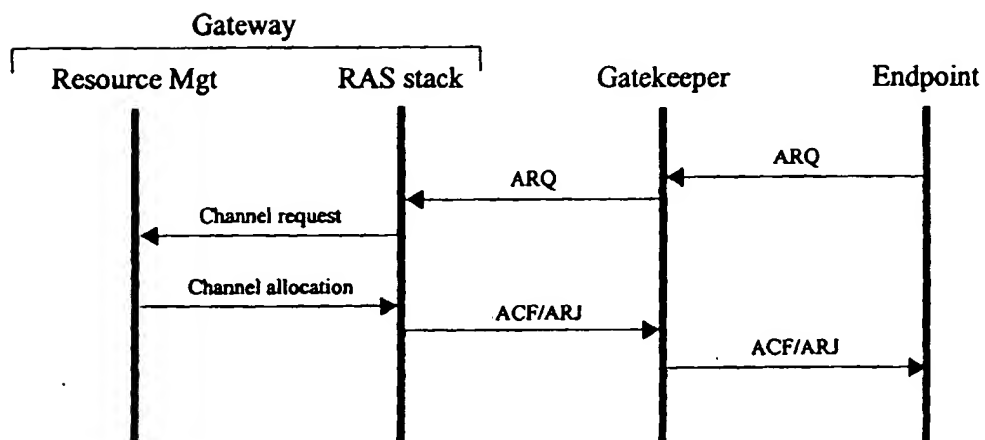 Gateway
Resource Mgt RAS stack Gatekeeper Endpoint
ARQ
ARQ
Channel request
Channel allocation
ACF/ARJ
ACF/ARJ